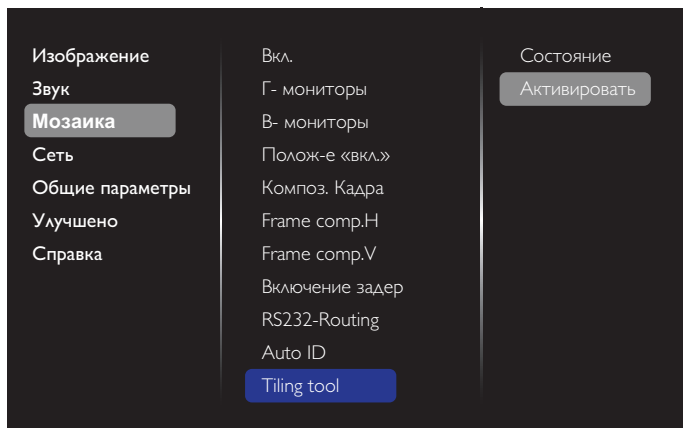 Изображение
Звук
Мозаика
Сеть
Общие параметры
Улучшено
Справка
Вкл.
Г- мониторы
В- мониторы
Полож-е «вкл.»
Композ. Кадра
Frame comp.H
Frame comp.V
Включение задер
RS232-Routing
Auto ID
Tiling tool
Состояние
Активировать